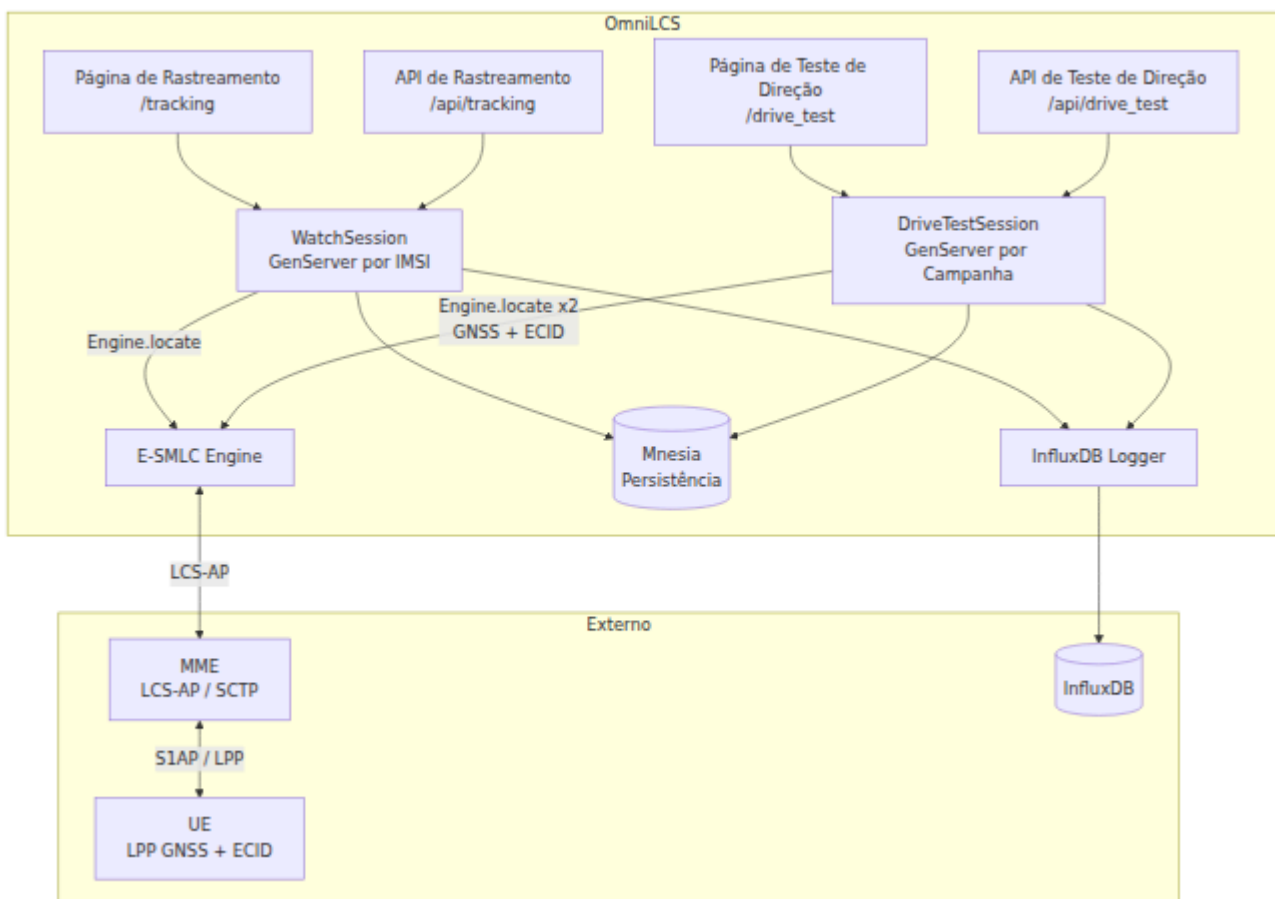 OmniLCS
Página de Rastreamento
/tracking
API de Rastreamento
/api/tracking
Página de Teste de
Direção
/drive_test
API de Teste de Direção
/api/drive_test
WatchSession
GenServer por IMSI
DriveTestSession
GenServer por
Campanha
Engine.locate
Engine.locate x2
GNSS + ECID
E-SMLC Engine
Mnesia
Persistência
InfluxDB Logger
LCS-AP
Externo
MME
LCS-AP / SCTP
InfluxDB
S1AP / LPP
UE
LPP GNSS + ECID